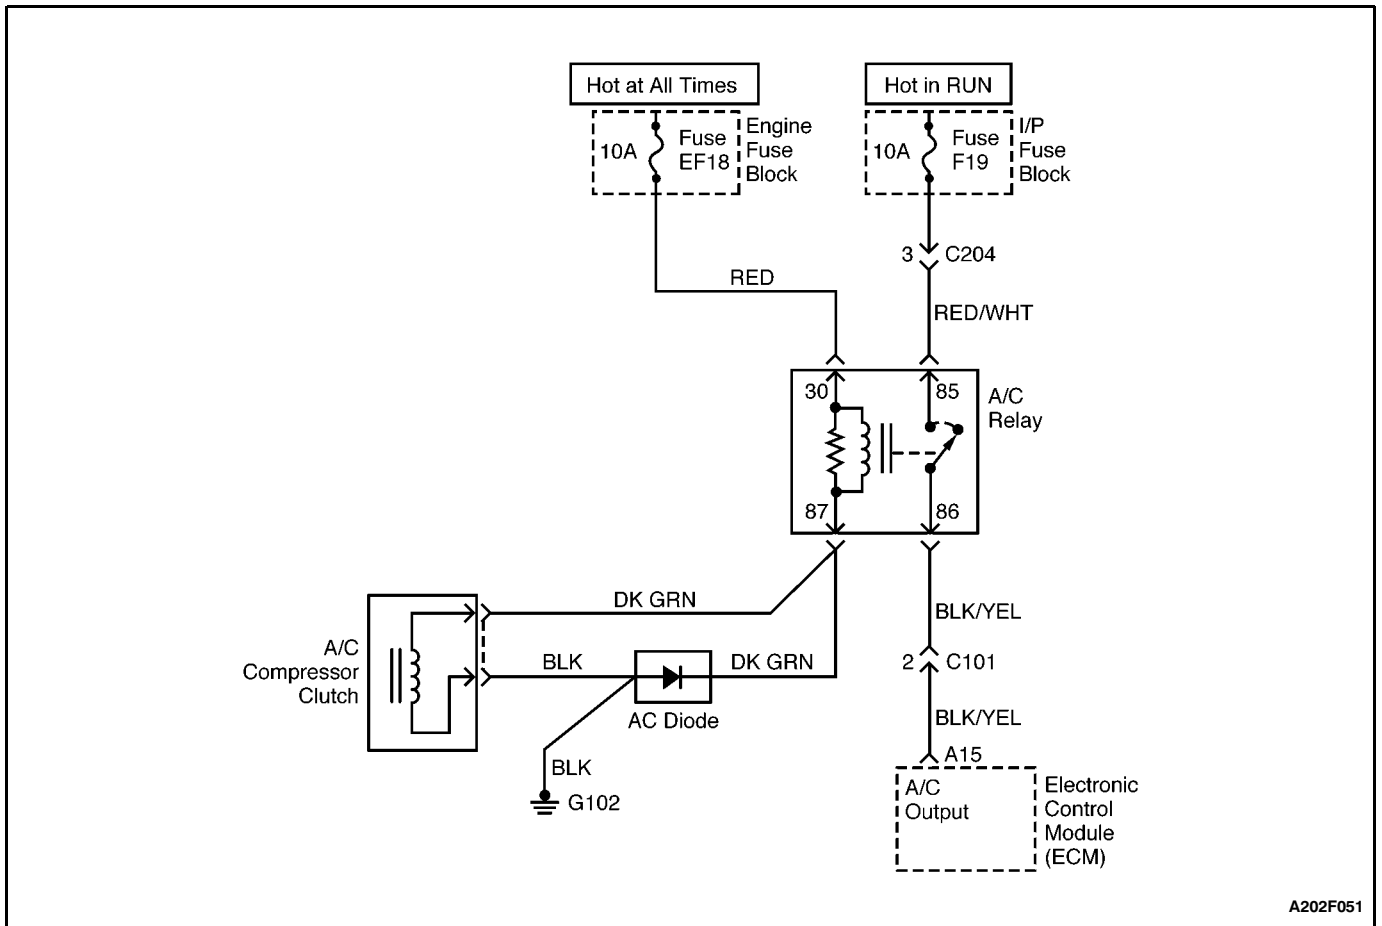 Hot at All Times
Hot in RUN
10A
Fuse
EF18
Engine
Fuse
Block
10A
Fuse
F19
I/P
Fuse
Block
3
C204
RED
RED/WHT
30
85
A/C
Relay
87
86
DK GRN
BLK/YEL
A/C
Compressor
Clutch
BLK
DK GRN
2
C101
AC Diode
BLK/YEL
BLK
G102
A15
A/C
Output
Electronic
Control
Module
(ECM)
A202F051